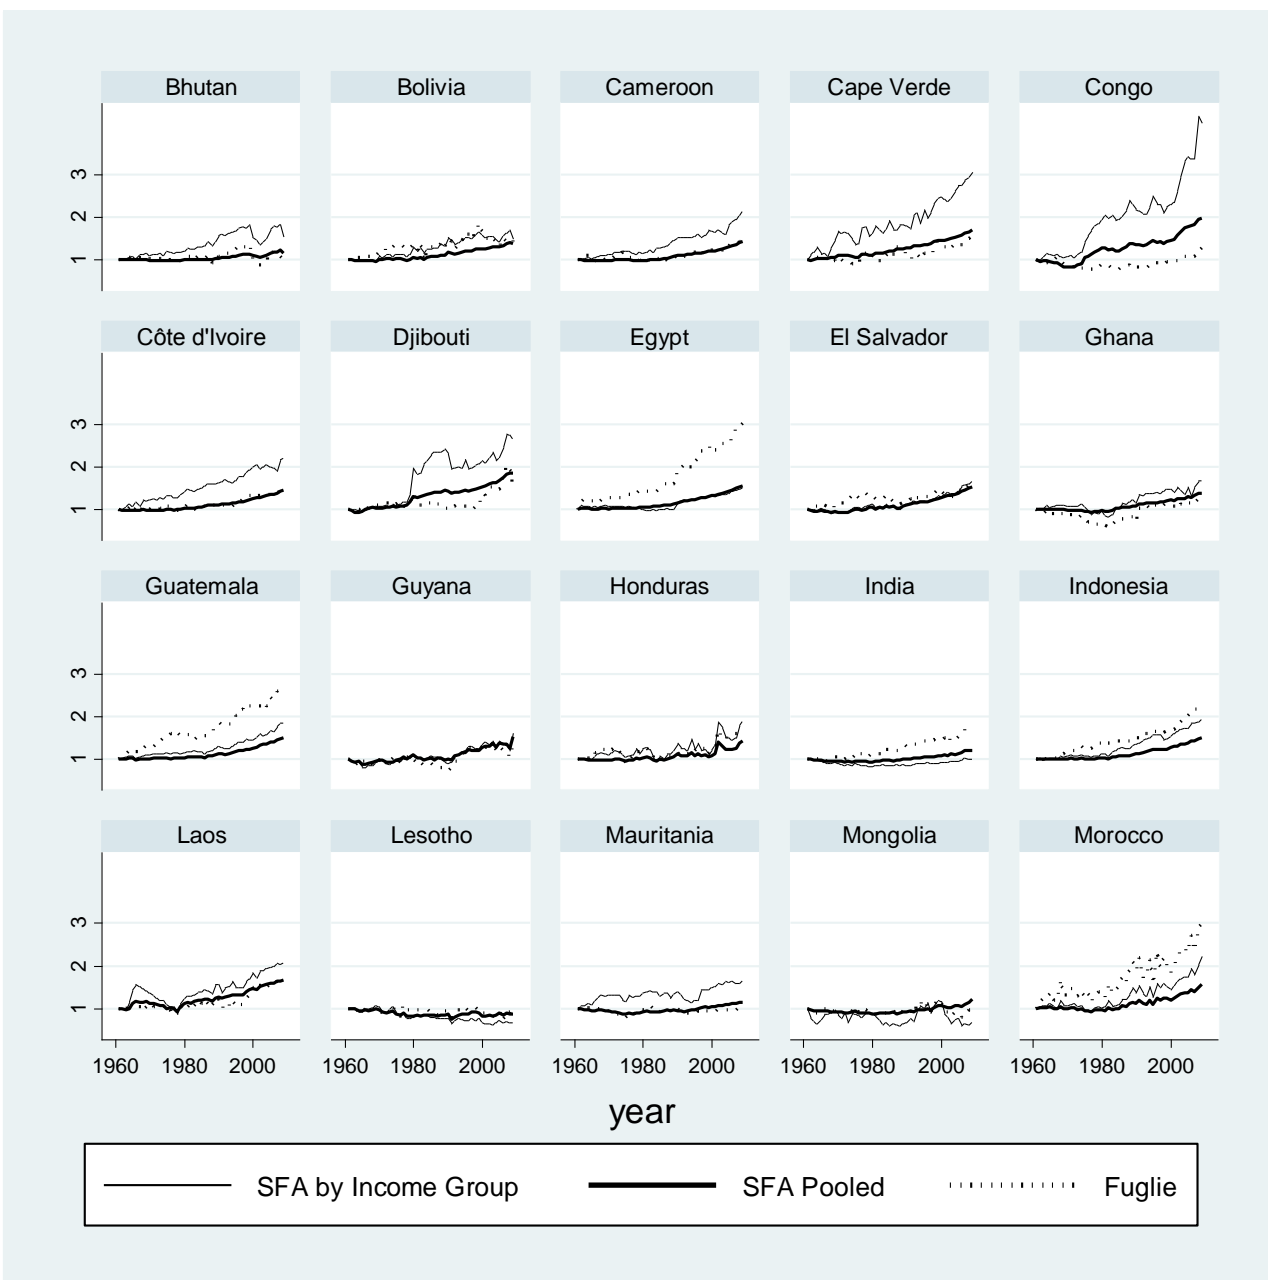 Bhutan Bolivia Cameroon Cape Verde Congo
3
2
1
Côte d'Ivoire Djibouti Egypt El Salvador Ghana
3
2
1
Guatemala Guyana Honduras India Indonesia
3
2
1
Laos Lesotho Mauritania Mongolia Morocco
3
2
1
1960 1980 2000 1960 1980 2000 1960 1980 2000 1960 1980 2000 1960 1980 2000
year
SFA by Income Group SFA Pooled Fuglie